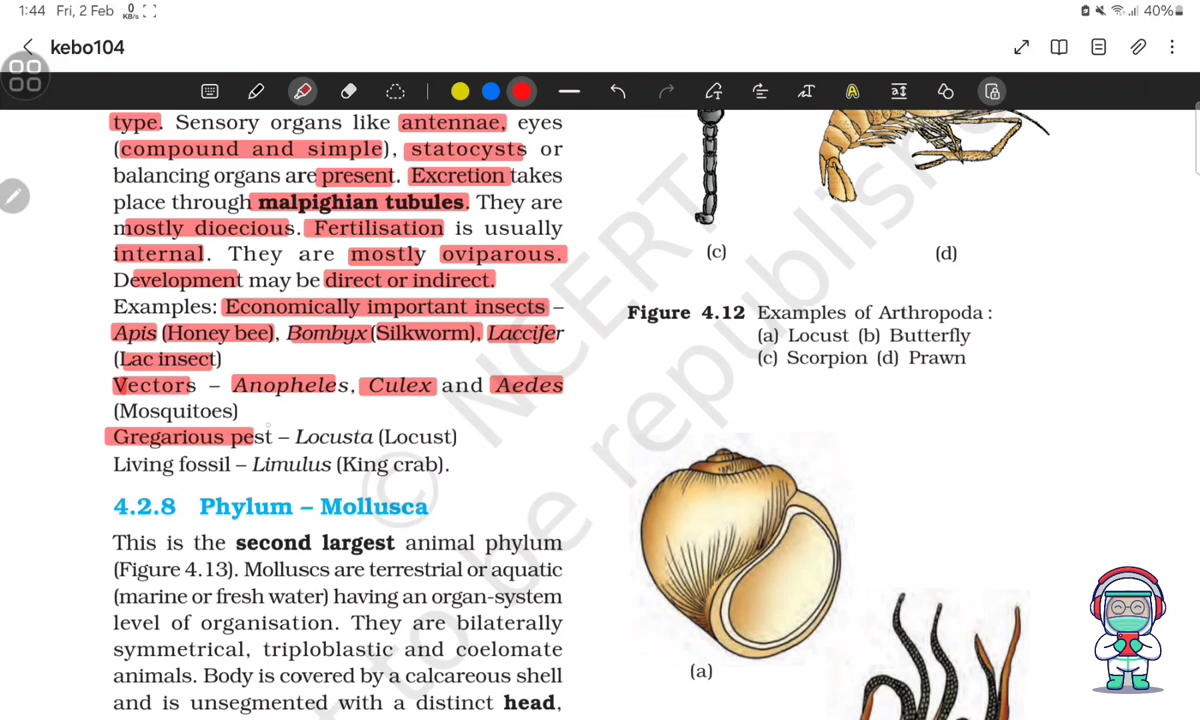 1:44 Fri, 2 Feb 0 KB/s 40%
kebo104
type. Sensory organs like antennae, eyes
(compound and simple), statocysts or
balancing organs are present. Excretion takes
place through malpighian tubules. They are
mostly dioecious. Fertilisation is usually
internal. They are mostly oviparous.
Development may be direct or indirect.
Examples: Economically important insects –
Apis (Honey bee), Bombyx (Silkworm), Laccifer
(Lac insect)
Vectors – Anopheles, Culex and Aedes
(Mosquitoes)
Gregarious pest – Locusta (Locust)
Living fossil – Limulus (King crab).
4.2.8 Phylum – Mollusca
This is the second largest animal phylum
(Figure 4.13). Molluscs are terrestrial or aquatic
(marine or fresh water) having an organ-system
level of organisation. They are bilaterally
symmetrical, triploblastic and coelomate
animals. Body is covered by a calcareous shell
and is unsegmented with a distinct head,
(c) (d)
Figure 4.12 Examples of Arthropoda :
(a) Locust (b) Butterfly
(c) Scorpion (d) Prawn
(a)
© NCERT
to be republishe